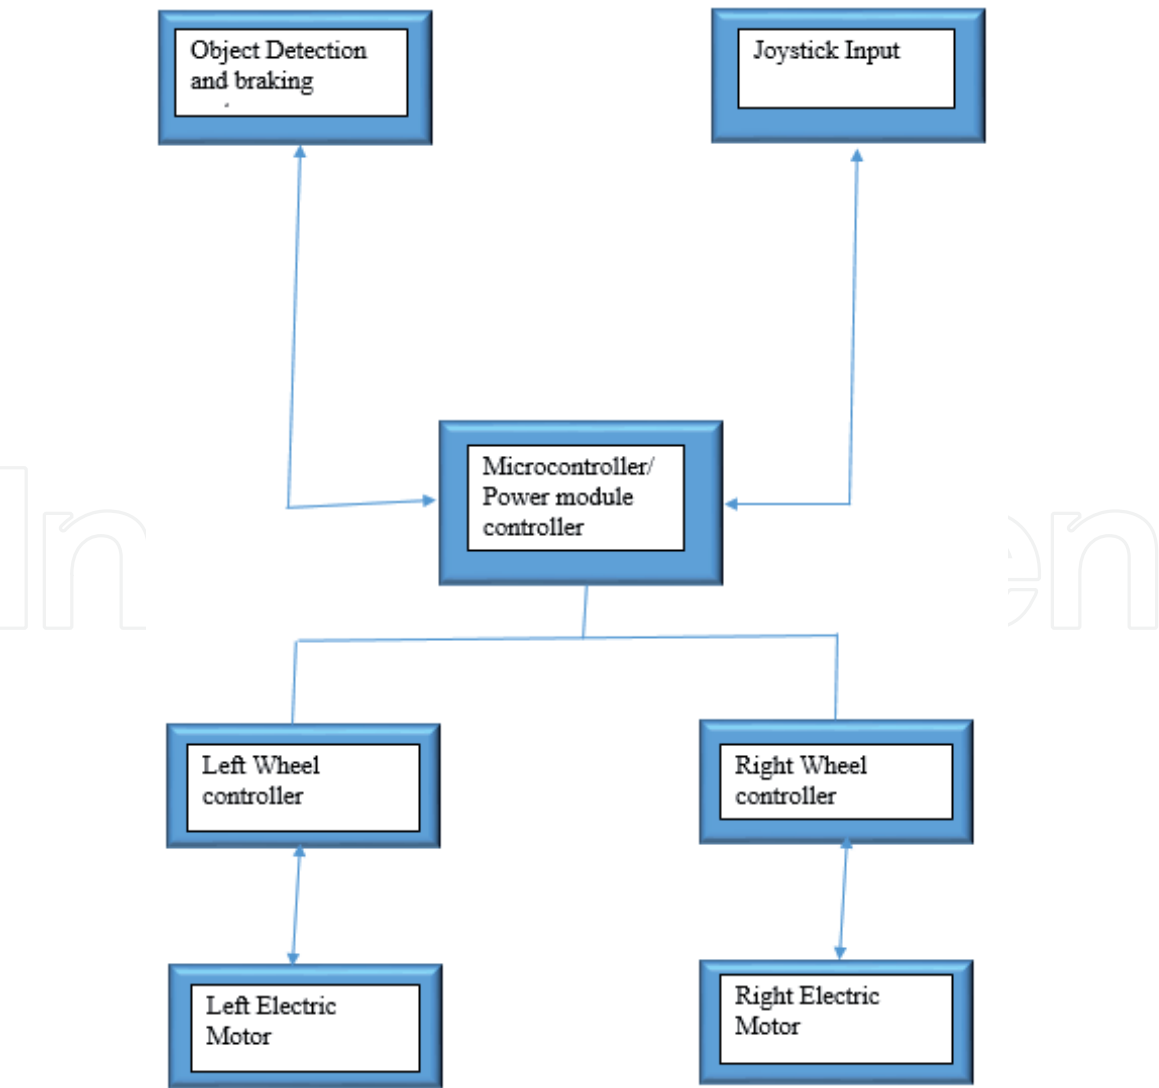 Object Detection
and braking
Joystick Input
Microcontroller/
Power module
controller
Left Wheel
controller
Right Wheel
controller
Left Electric
Motor
Right Electric
Motor